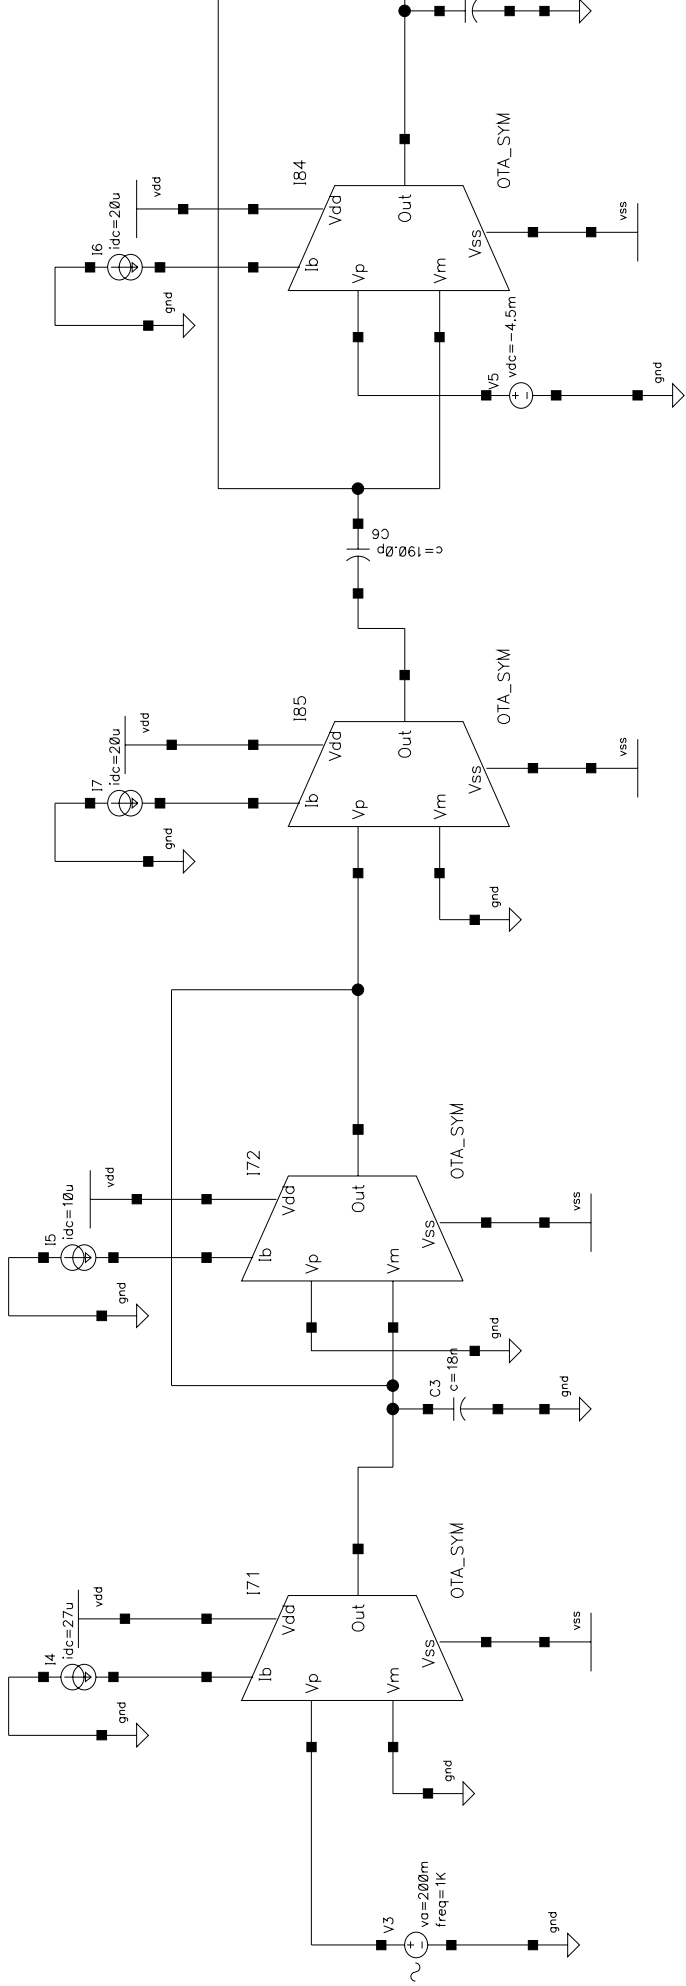 I84
OTA_SYM
vdd
I6
idc=20u
Vdd
Out
Vss
vss
Ib
Vp
Vm
gnd
V5
vdc=-4.5m
gnd
C6
c=190.0p
I85
OTA_SYM
vdd
I7
idc=20u
Vdd
Out
Vss
vss
Ib
Vp
Vm
gnd
gnd
I72
OTA_SYM
vdd
I5
idc=10u
Vdd
Out
Vss
vss
Ib
Vp
Vm
gnd
gnd
C3
c=18n
gnd
I71
OTA_SYM
vdd
I4
idc=27u
Vdd
Out
Vss
vss
Ib
Vp
Vm
gnd
gnd
V3
va=200m
freq=1K
gnd